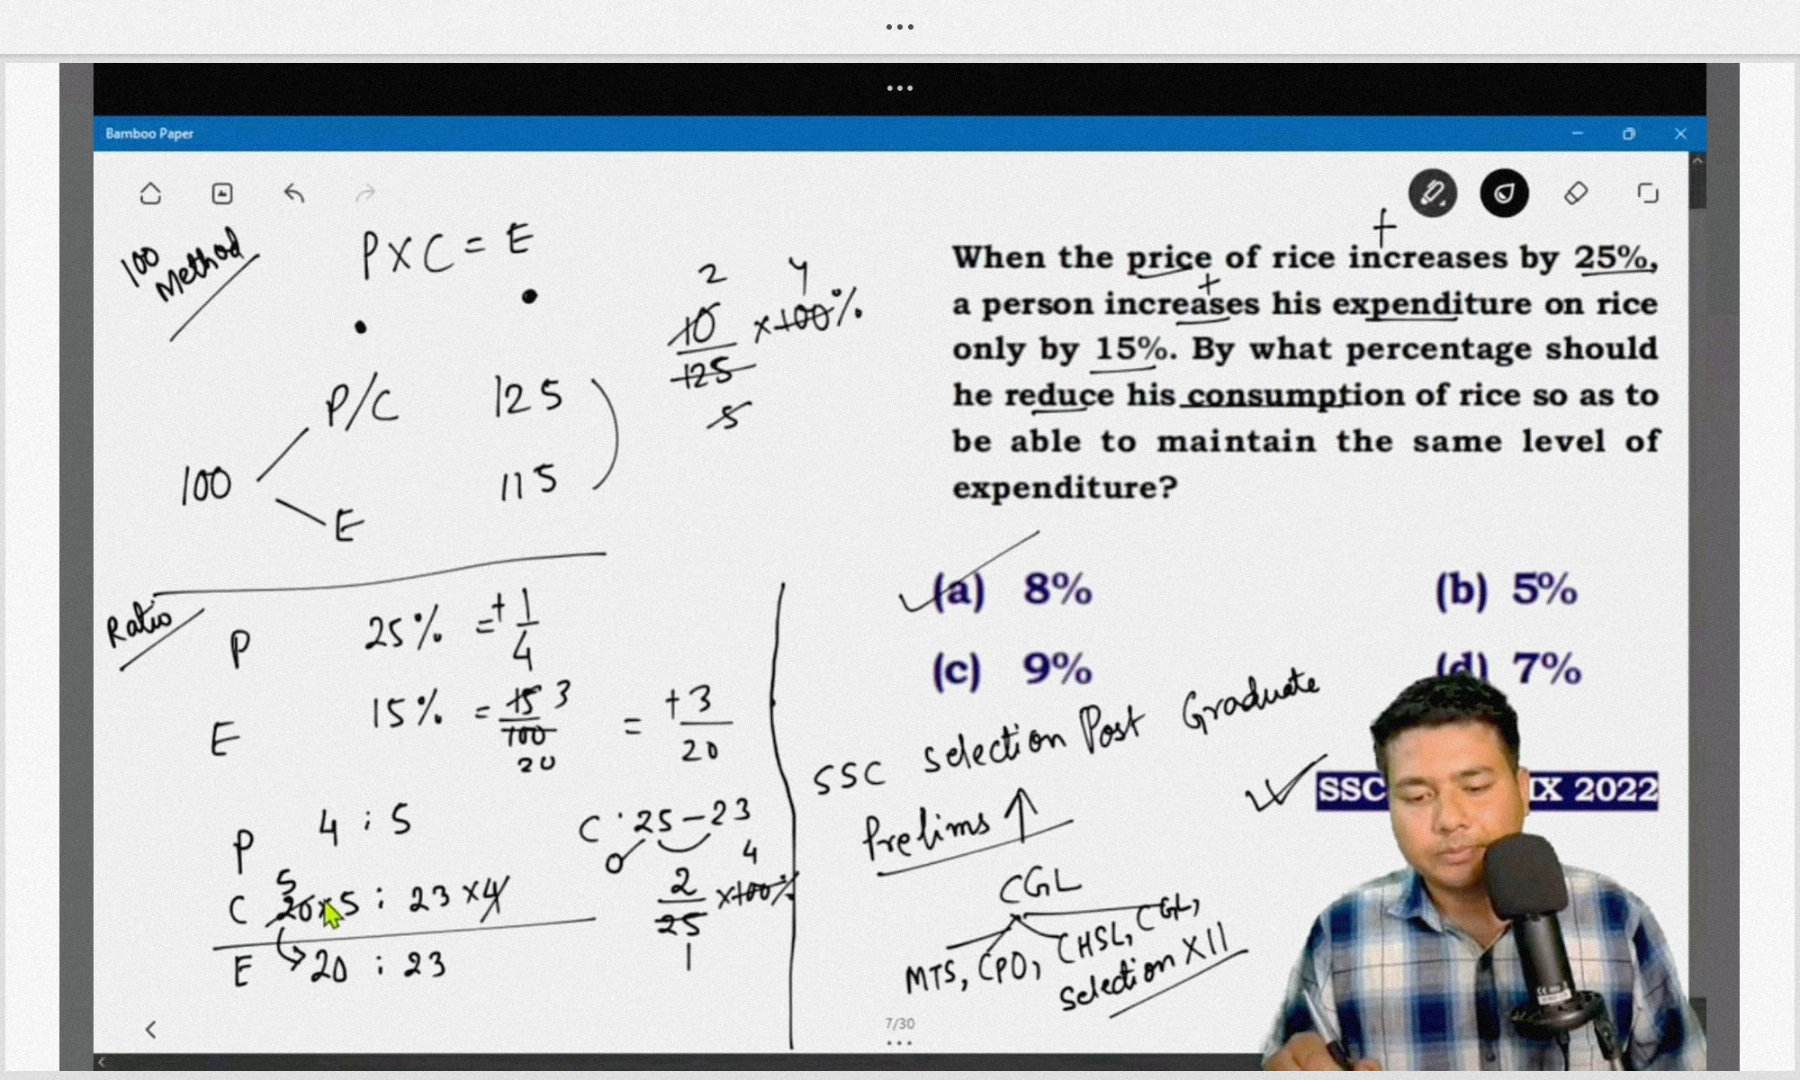 Bamboo Paper
100
Method
P X C = E
P/C 125
100
E 115
2 4
10 x 100%
125
5
When the price of rice increases by 25%,
a person increases his expenditure on rice
only by 15%. By what percentage should
he reduce his consumption of rice so as to
be able to maintain the same level of
expenditure?
(a) 8% (b) 5%
(c) 9% (d) 7%
Ratio
P 25% = + 1
4
E 15% = 15 3 = + 3
100 20
20
P 4 : 5
C 5 20x5 : 23 x4
E 20 : 23
C : 25 - 23
4
2 x100%
25
1
SSC Selection Post Graduate
Prelims ↑
SSC IX 2022
CGL
MTS, CPO, CHSL, CGL,
Selection XII
7/30